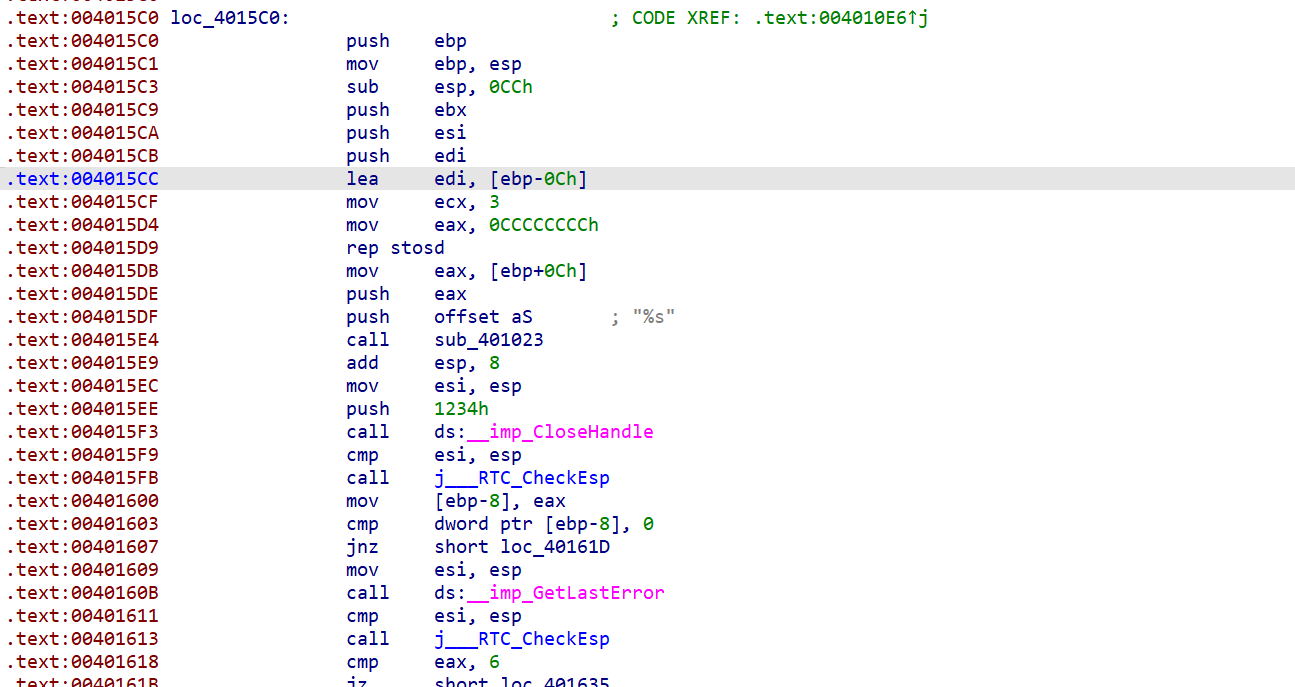 .text:004015C0 loc_4015C0: ; CODE XREF: .text:004010E6↑j
.text:004015C0 push ebp
.text:004015C1 mov ebp, esp
.text:004015C3 sub esp, 0CCh
.text:004015C9 push ebx
.text:004015CA push esi
.text:004015CB push edi
.text:004015CC lea edi, [ebp-0Ch]
.text:004015CF mov ecx, 3
.text:004015D4 mov eax, 0CCCCCCCCh
.text:004015D9 rep stosd
.text:004015DB mov eax, [ebp+0Ch]
.text:004015DE push eax
.text:004015DF push offset aS ; "%s"
.text:004015E4 call sub_401023
.text:004015E9 add esp, 8
.text:004015EC mov esi, esp
.text:004015EE push 1234h
.text:004015F3 call ds:__imp_CloseHandle
.text:004015F9 cmp esi, esp
.text:004015FB call j___RTC_CheckEsp
.text:00401600 mov [ebp-8], eax
.text:00401603 cmp dword ptr [ebp-8], 0
.text:00401607 jnz short loc_40161D
.text:00401609 mov esi, esp
.text:0040160B call ds:__imp_GetLastError
.text:00401611 cmp esi, esp
.text:00401613 call j___RTC_CheckEsp
.text:00401618 cmp eax, 6
.text:0040161B jz short loc_401635